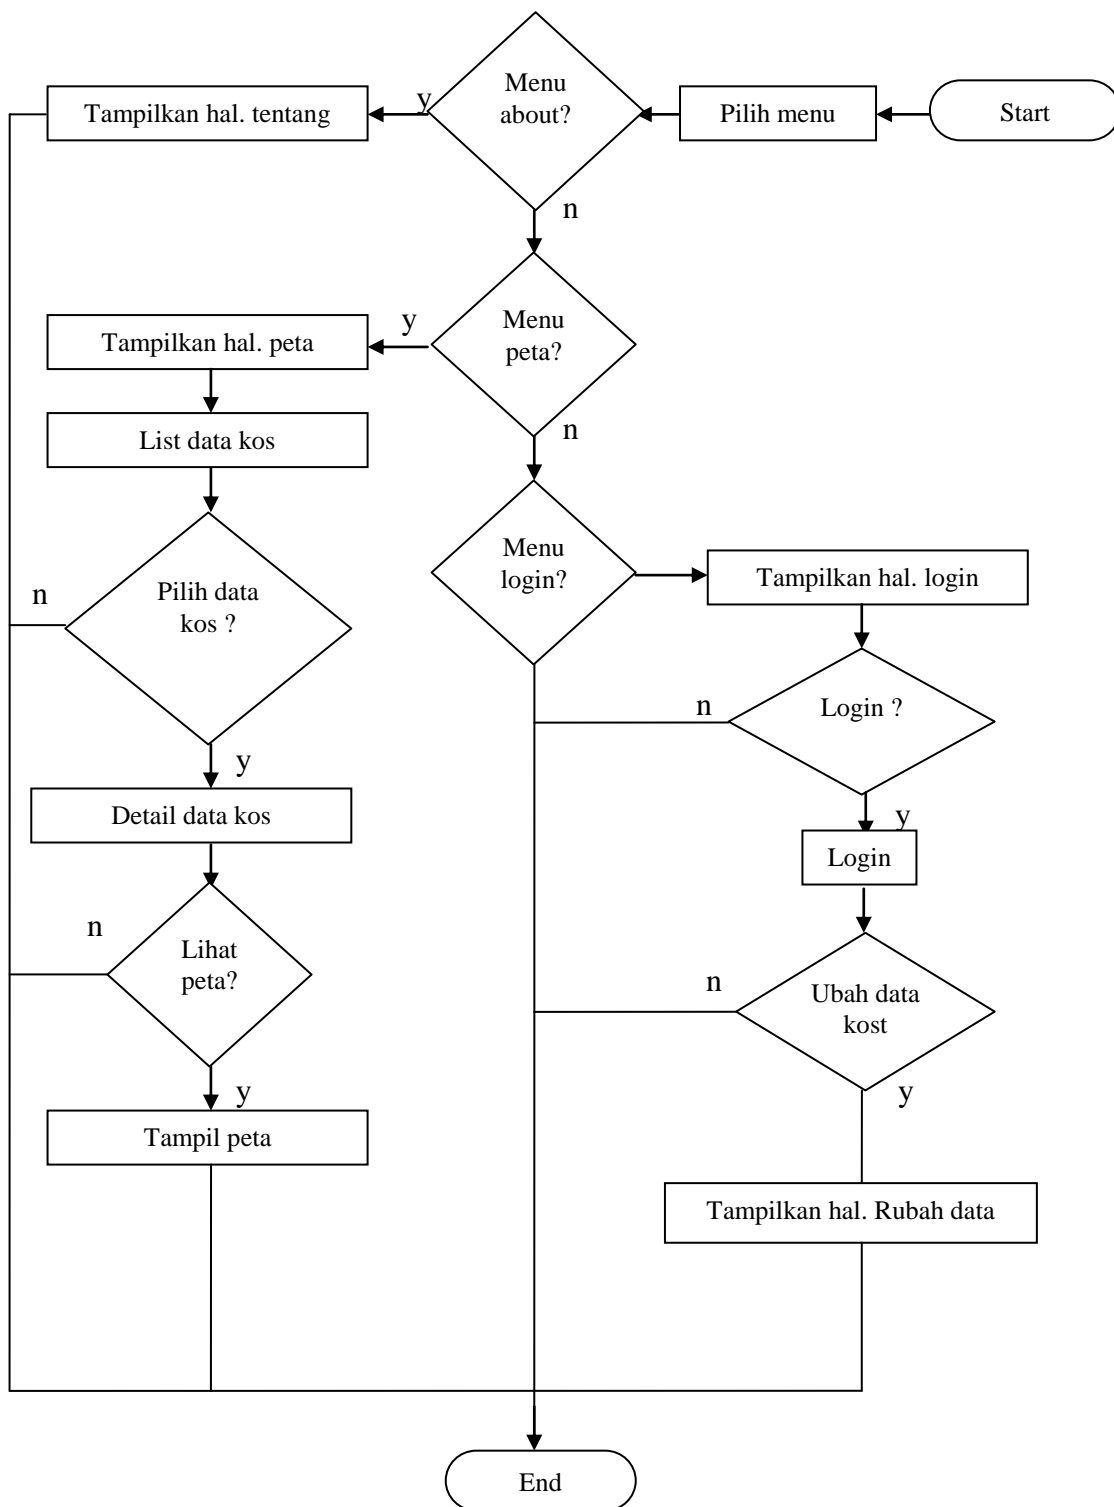 Menu
about?
y
Tampilkan hal. tentang
Pilih menu
Start
n
Menu
peta?
y
Tampilkan hal. peta
n
List data kos
Menu
login?
Tampilkan hal. login
Pilih data
kos ?
n
y
Login ?
n
y
Detail data kos
Login
Lihat
peta?
n
y
Ubah data
kost
n
y
Tampil peta
Tampilkan hal. Rubah data
End